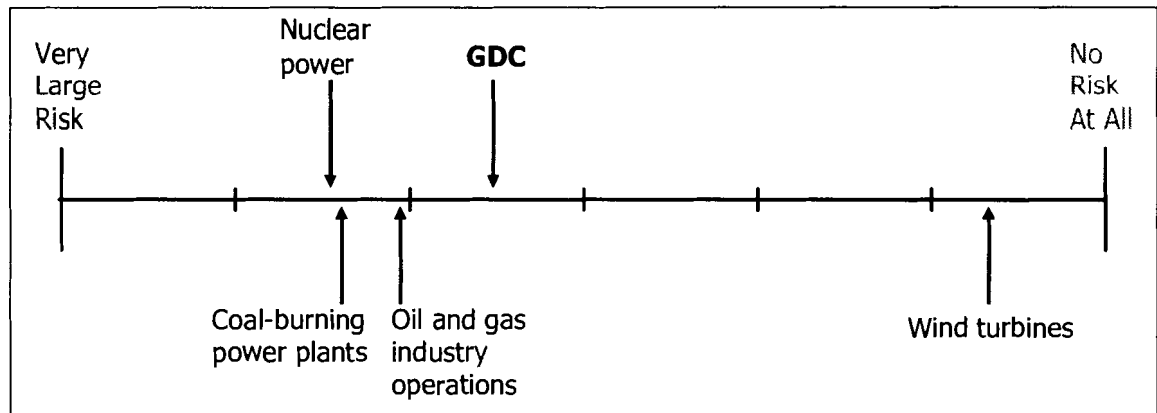 Very
Large
Risk
Nuclear
power
GDC
No
Risk
At All
Coal-burning
power plants
Oil and gas
industry
operations
Wind turbines